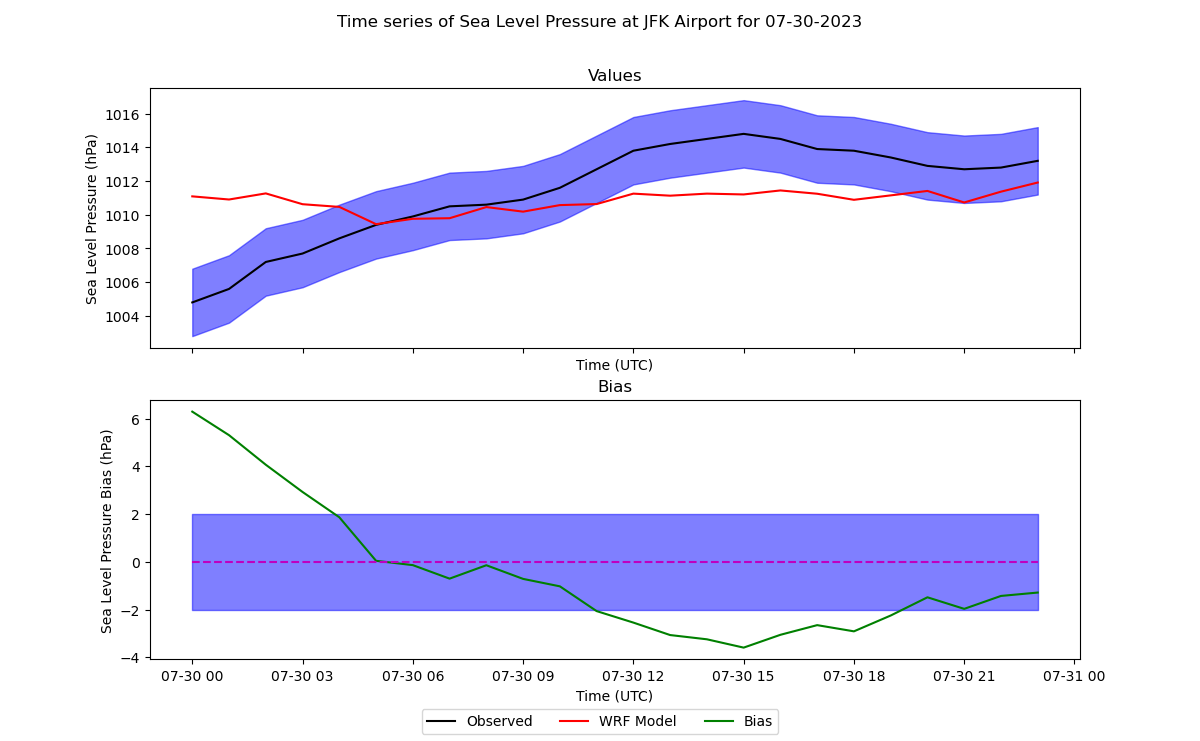 Time series of Sea Level Pressure at JFK Airport for 07-30-2023
Values
Sea Level Pressure (hPa)
1016
1014
1012
1010
1008
1006
1004
Time (UTC)
Bias
Sea Level Pressure Bias (hPa)
6
4
2
0
−2
−4
07-30 00 07-30 03 07-30 06 07-30 09 07-30 12 07-30 15 07-30 18 07-30 21 07-31 00
Time (UTC)
Observed WRF Model Bias